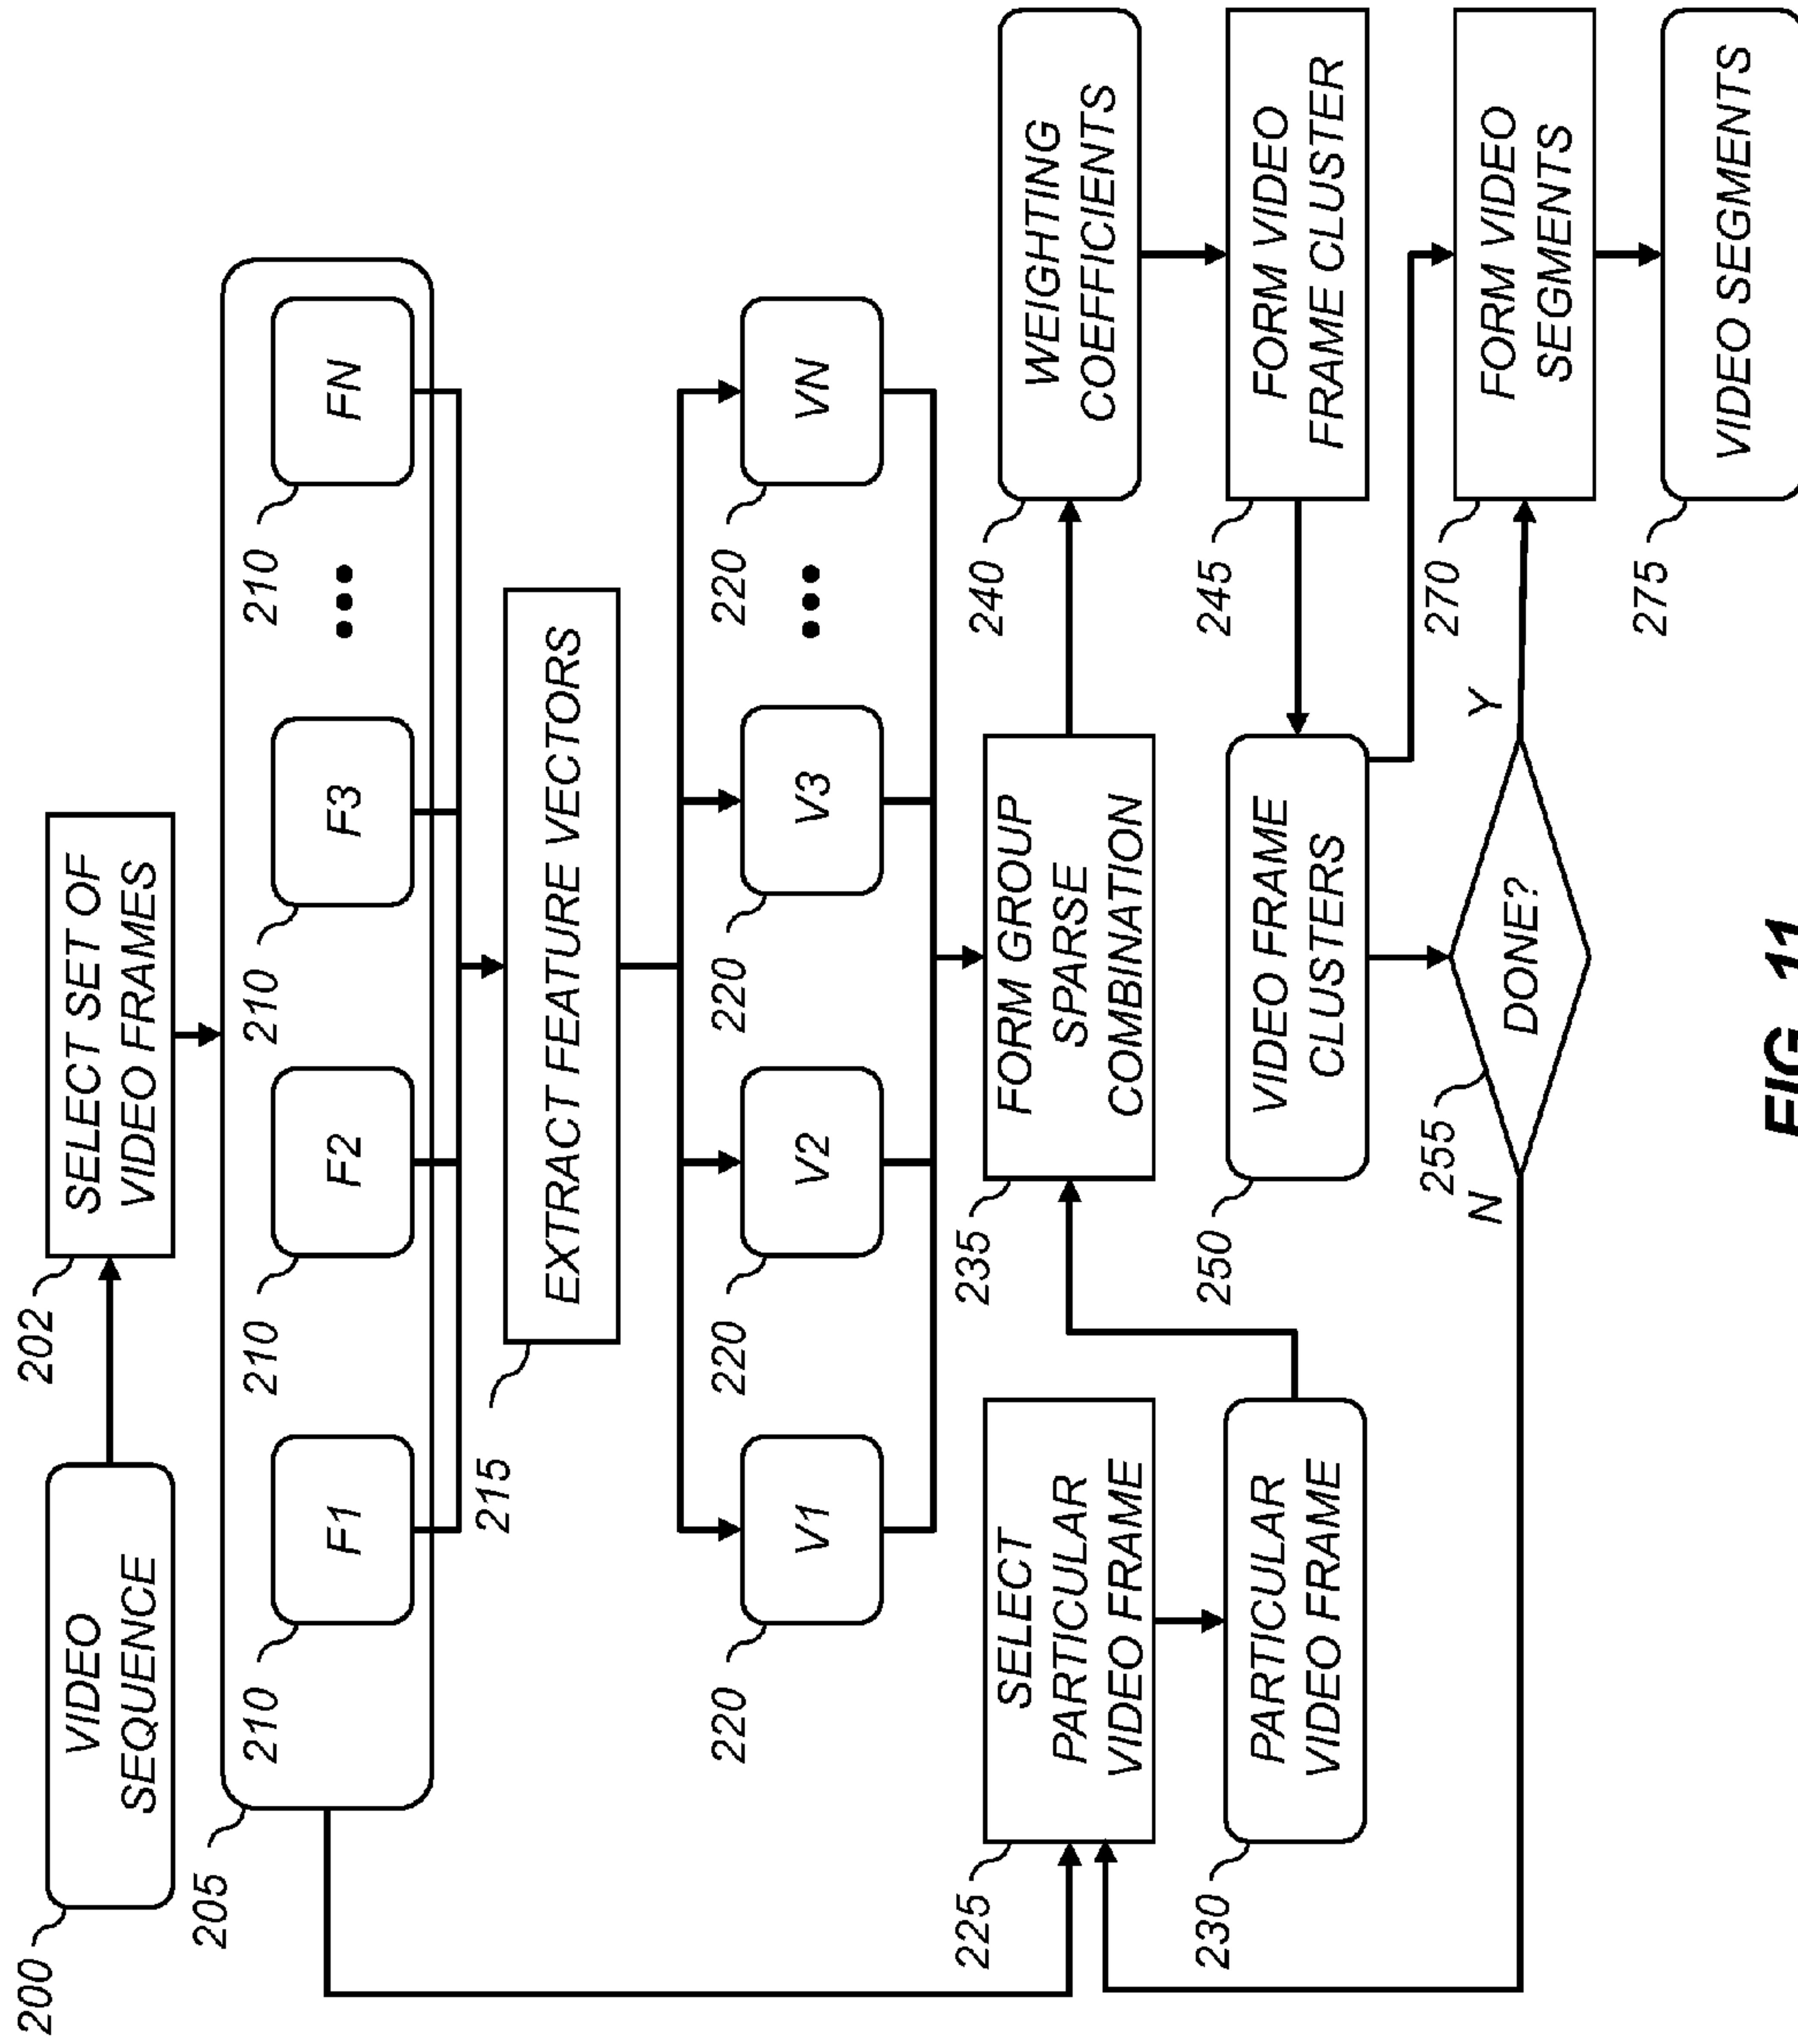 200
VIDEO
SEQUENCE
202
SELECT SET OF
VIDEO FRAMES
205
210
F1
210
F2
210
F3
210
FN
215
EXTRACT FEATURE VECTORS
220
V1
220
V2
220
V3
220
VN
225
SELECT
PARTICULAR
VIDEO FRAME
235
FORM GROUP
SPARSE
COMBINATION
240
WEIGHTING
COEFFICIENTS
230
PARTICULAR
VIDEO FRAME
250
VIDEO FRAME
CLUSTERS
245
FORM VIDEO
FRAME CLUSTER
N
255
DONE?
Y
270
FORM VIDEO
SEGMENTS
275
VIDEO SEGMENTS
FIG. 11